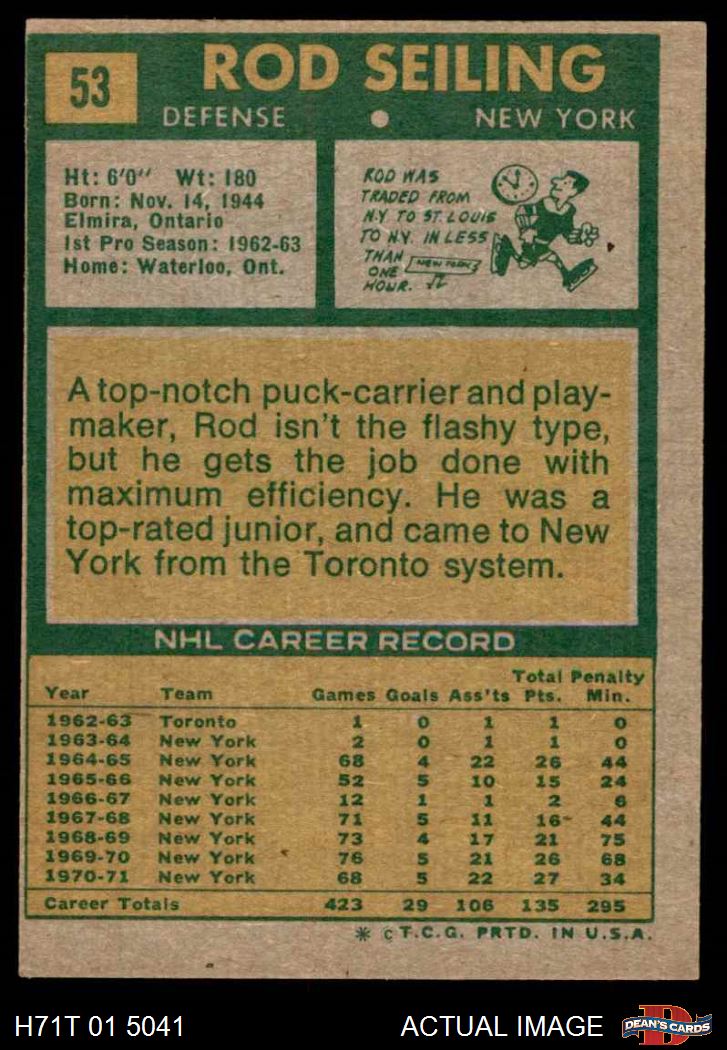 53
ROD SEILING
DEFENSE ● NEW YORK
Ht: 6'0" Wt: 180
Born: Nov. 14, 1944
Elmira, Ontario
1st Pro Season: 1962-63
Home: Waterloo, Ont.
ROD WAS
TRADED FROM
N.Y. TO ST. LOUIS
TO N.Y. IN LESS
THAN
ONE
HOUR.
NEW YORK
A top-notch puck-carrier and play-
maker, Rod isn't the flashy type,
but he gets the job done with
maximum efficiency. He was a
top-rated junior, and came to New
York from the Toronto system.
NHL CAREER RECORD
Total Penalty
Year Team Games Goals Ass'ts Pts. Min.
1962-63 Toronto 1 0 1 1 0
1963-64 New York 2 0 1 1 0
1964-65 New York 68 4 22 26 44
1965-66 New York 52 5 10 15 24
1966-67 New York 12 1 1 2 6
1967-68 New York 71 5 11 16 44
1968-69 New York 73 4 17 21 75
1969-70 New York 76 5 21 26 68
1970-71 New York 68 5 22 27 34
Career Totals 423 29 106 135 295
* © T.C.G. PRTD. IN U.S.A.
H71T 01 5041 ACTUAL IMAGE
D
DEAN'S CARDS